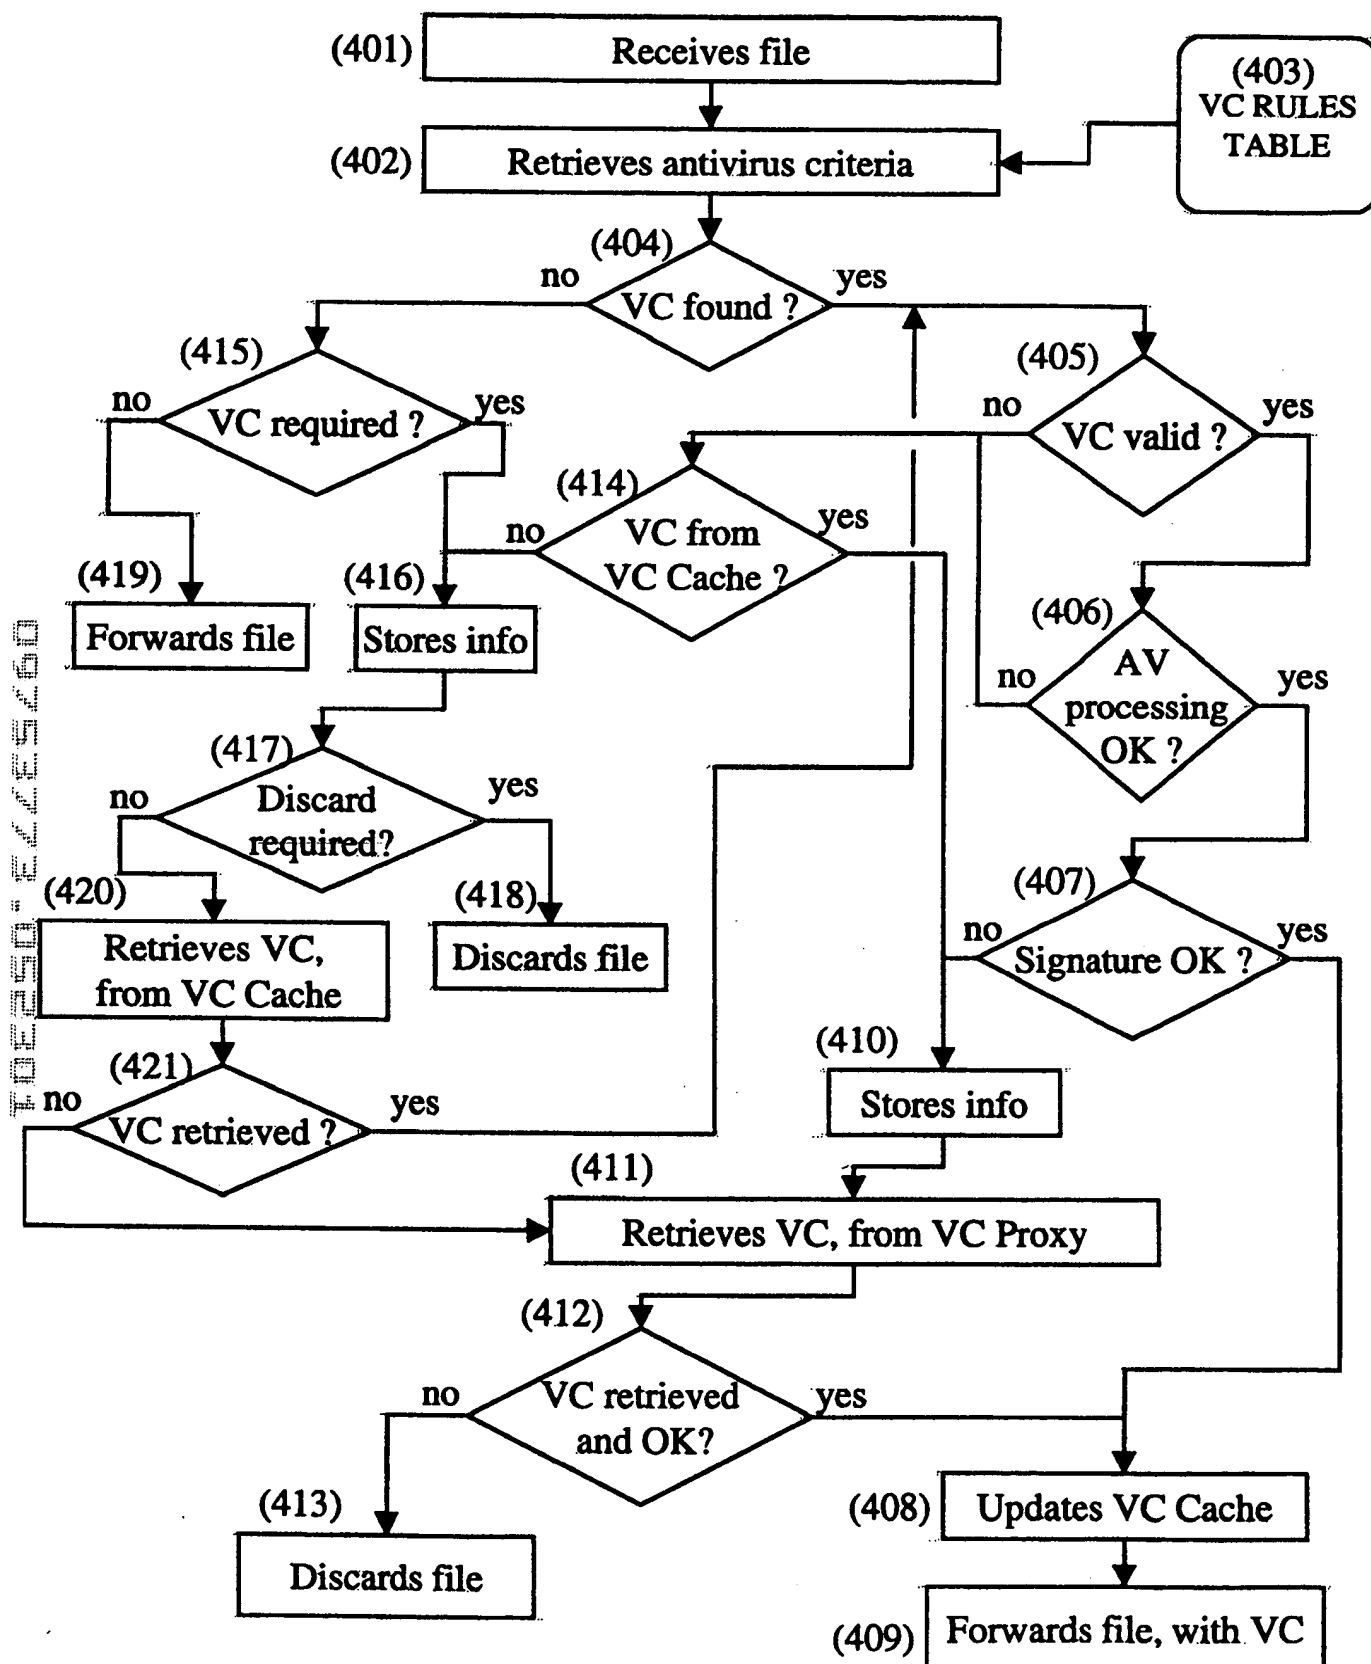 (401)
Receives file
(403)
VC RULES
TABLE
(402)
Retrieves antivirus criteria
(404)
no
VC found ?
yes
(415)
no
VC required ?
yes
(405)
no
VC valid ?
yes
(414)
no
VC from
VC Cache ?
yes
(419)
Forwards file
(416)
Stores info
(406)
no
AV
processing
OK ?
yes
(417)
no
Discard
required?
yes
(420)
Retrieves VC,
from VC Cache
(418)
Discards file
(407)
no
Signature OK ?
yes
(421)
no
VC retrieved ?
yes
(410)
Stores info
(411)
Retrieves VC, from VC Proxy
(412)
no
VC retrieved
and OK?
yes
(413)
Discards file
(408)
Updates VC Cache
(409)
Forwards file, with VC